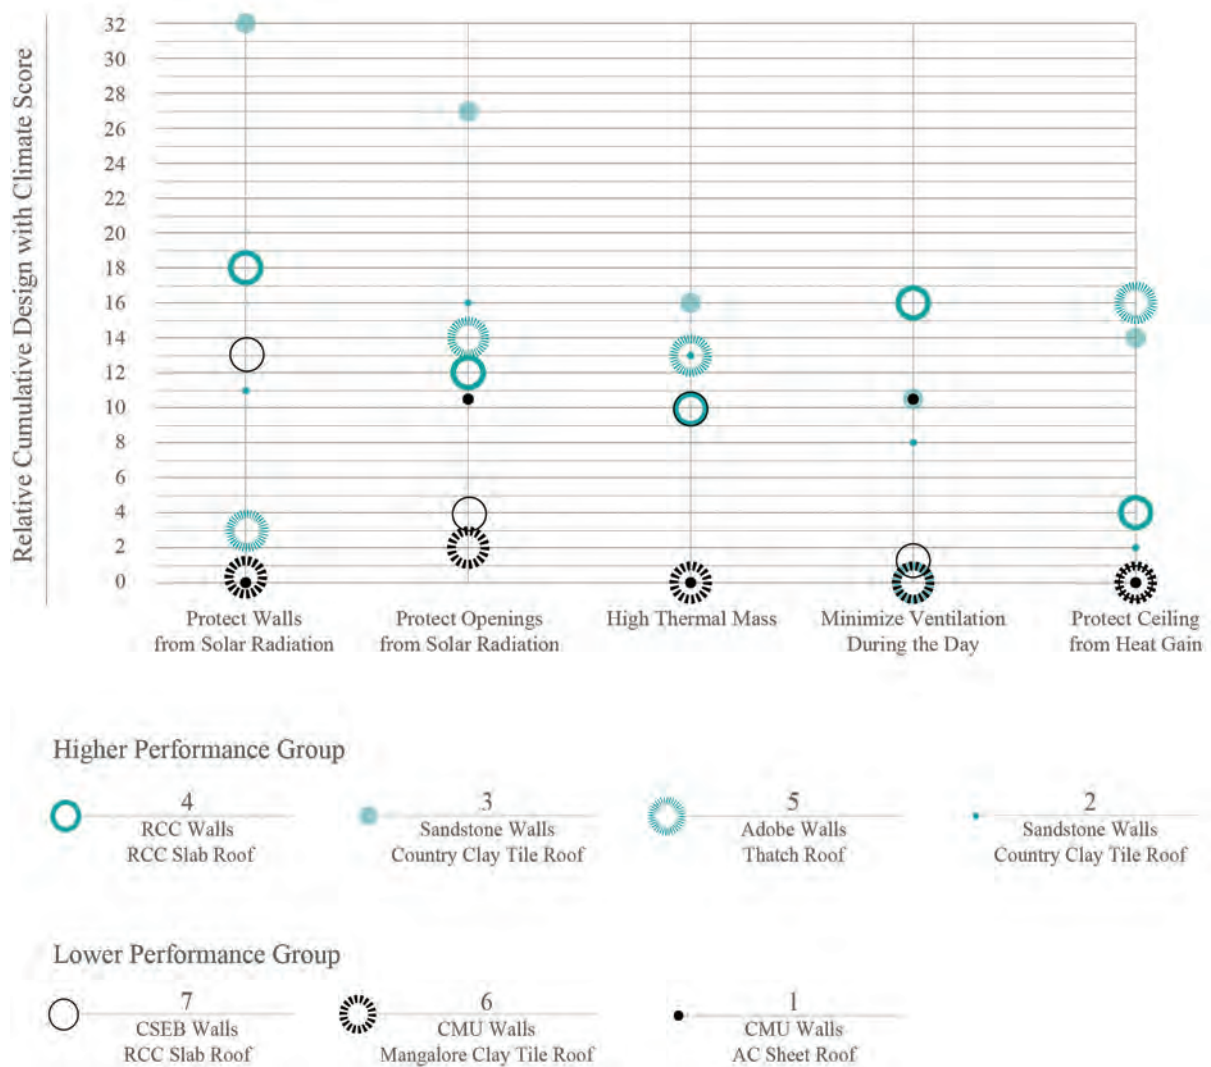 Relative Cumulative Design with Climate Score
32
30
28
26
24
22
20
18
16
14
12
10
8
6
4
2
0
Protect Walls
from Solar Radiation
Protect Openings
from Solar Radiation
High Thermal Mass
Minimize Ventilation
During the Day
Protect Ceiling
from Heat Gain
Higher Performance Group
4
RCC Walls
RCC Slab Roof
3
Sandstone Walls
Country Clay Tile Roof
5
Adobe Walls
Thatch Roof
2
Sandstone Walls
Country Clay Tile Roof
Lower Performance Group
7
CSEB Walls
RCC Slab Roof
6
CMU Walls
Mangalore Clay Tile Roof
1
CMU Walls
AC Sheet Roof